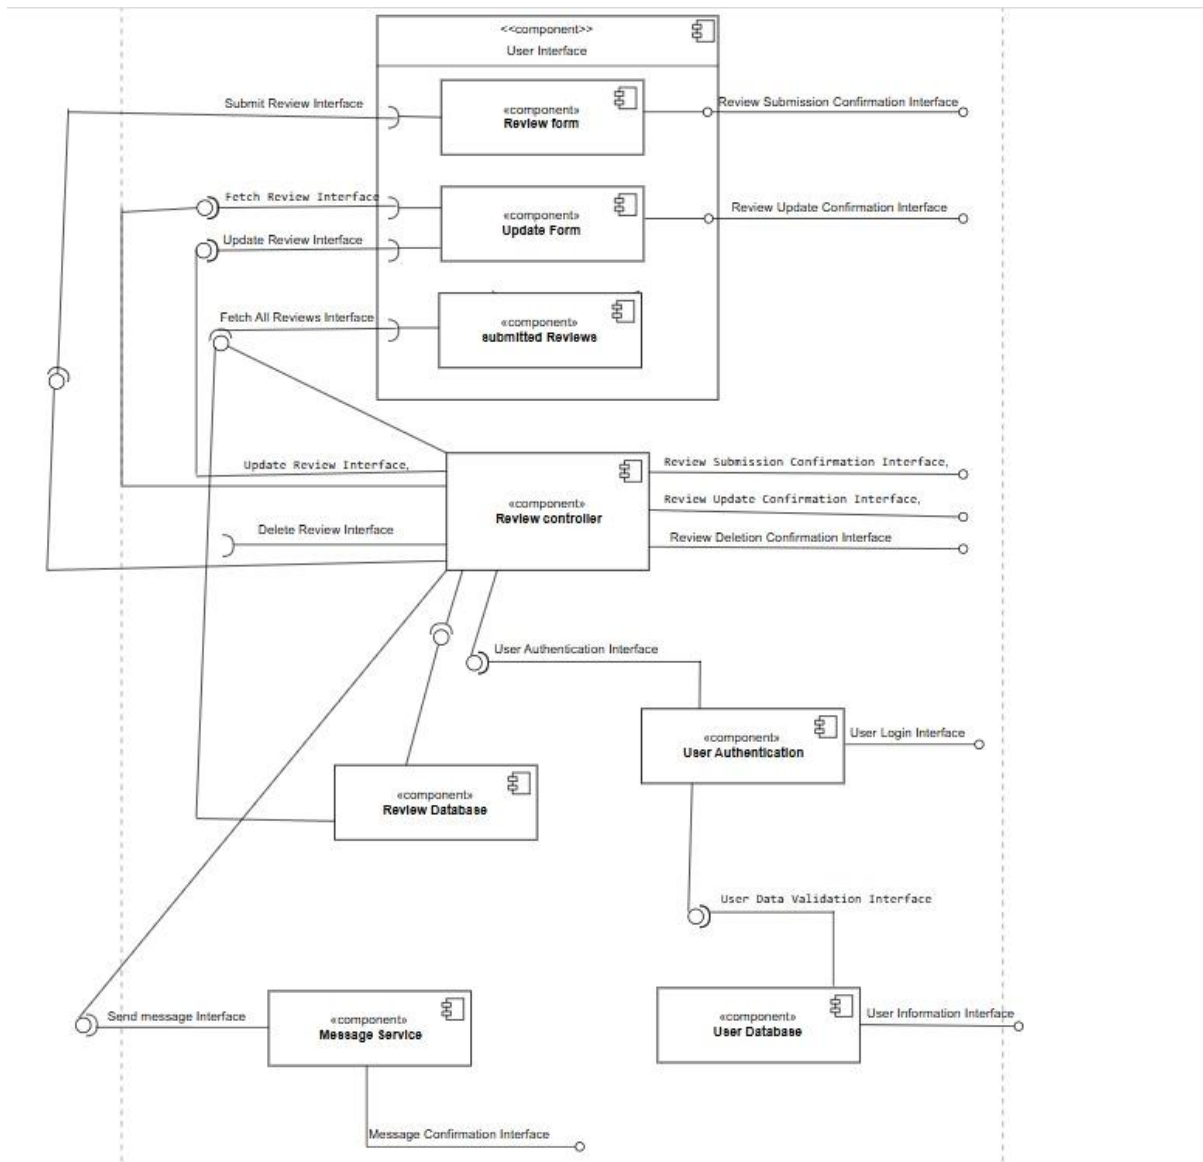 <<component>>
User Interface
Submit Review Interface
«component»
Review form
Review Submission Confirmation Interface
Fetch Review Interface
«component»
Update Form
Review Update Confirmation Interface
Update Review Interface
Fetch All Reviews Interface
«component»
submitted Reviews
Update Review Interface,
«component»
Review controller
Review Submission Confirmation Interface,
Review Update Confirmation Interface,
Delete Review Interface
Review Deletion Confirmation Interface
User Authentication Interface
«component»
User Authentication
User Login Interface
«component»
Review Database
User Data Validation Interface
Send message Interface
«component»
Message Service
«component»
User Database
User Information Interface
Message Confirmation Interface